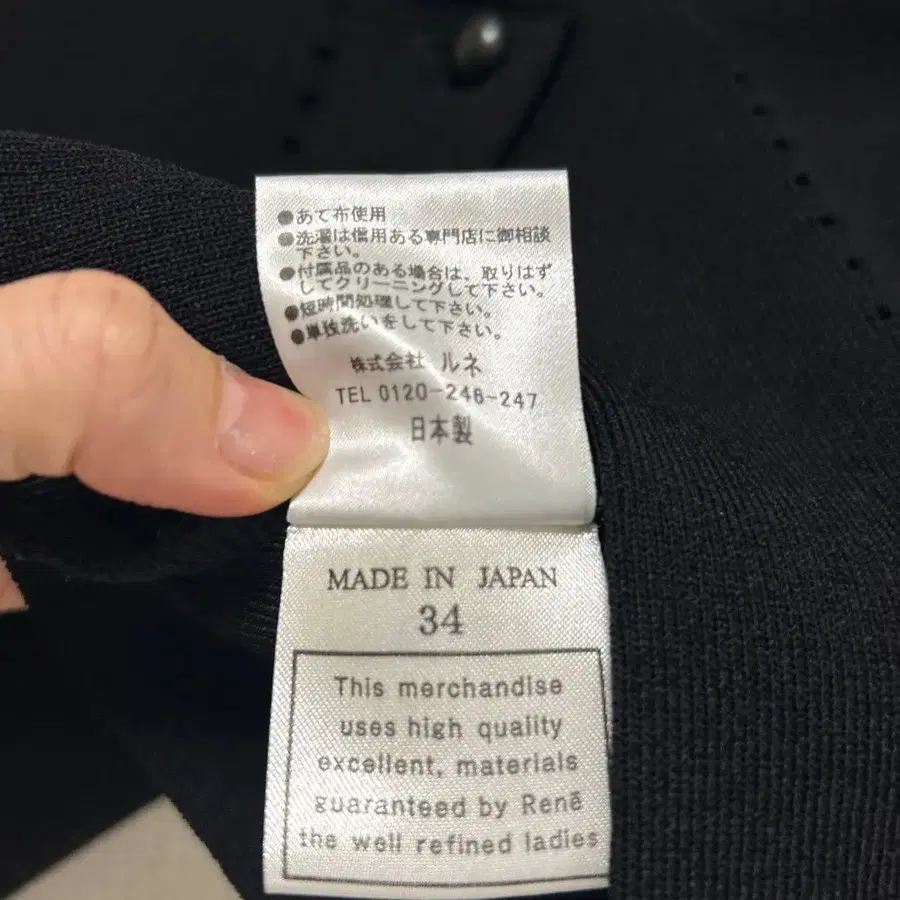 ●あて布使用
●洗濯は信用ある専門店に御相談
下さい。
●付属品のある場合は、取りはず
してクリーニングして下さい。
●短時間処理して下さい。
●単独洗いをして下さい。
株式会社 ルネ
TEL 0120-246-247
日本製
MADE IN JAPAN
34
This merchandise
uses high quality
excellent, materials
guaranteed by Renē
the well refined ladies